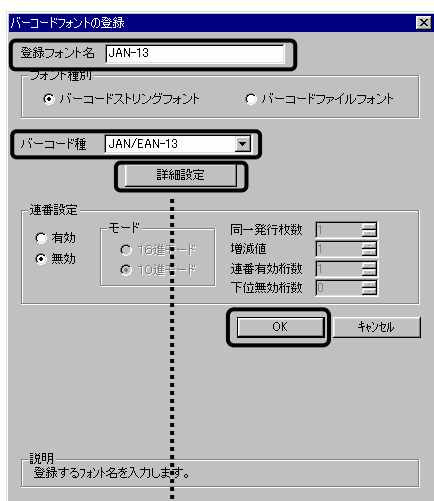 バーコードフォントの登録
登録フォント名 JAN-13
フォント種別
バーコードストリングフォント バーコードファイルフォント
バーコード種 JAN/EAN-13
詳細設定
連番設定
有効
無効
モード
16進モード
10進モード
同一発行枚数 1
増減値 1
連番有効桁数 1
下位無効桁数 0
OK キャンセル
説明
登録するフォント名を入力します。